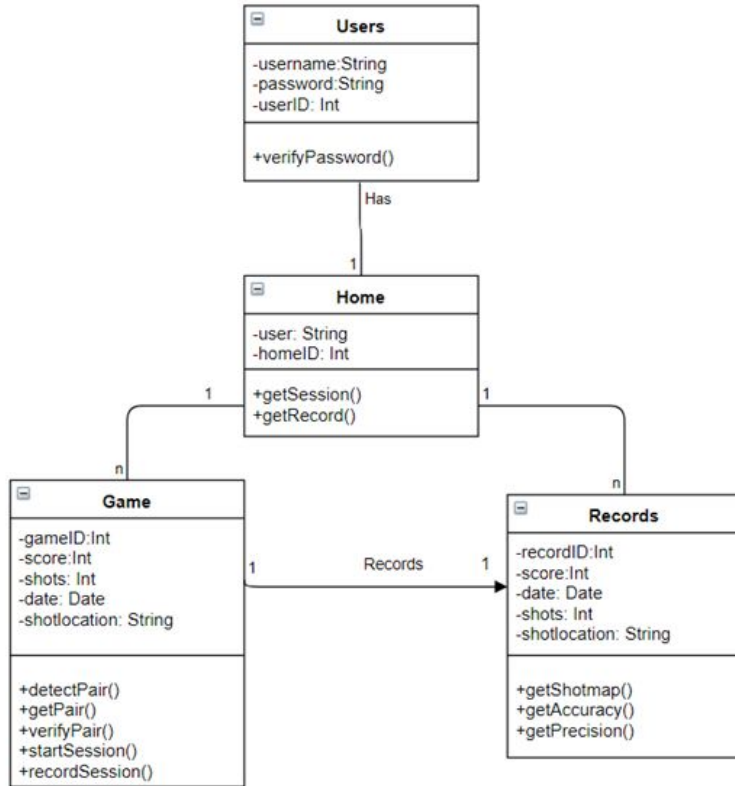 Users
-username:String
-password:String
-userID: Int
+verifyPassword()
Has
1
Home
-user: String
-homeID: Int
+getSession()
+getRecord()
1
1
n
n
Game
-gameID:Int
-score:Int
-shots: Int
-date: Date
-shotlocation: String
+detectPair()
+getPair()
+verifyPair()
+startSession()
+recordSession()
1
Records
1
Records
-recordID:Int
-score:Int
-date: Date
-shots: Int
-shotlocation: String
+getShotmap()
+getAccuracy()
+getPrecision()